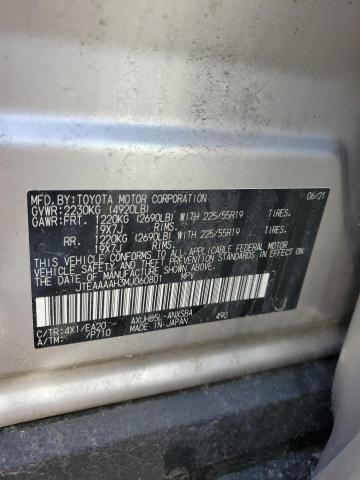 MFD.BY:TOYOTA MOTOR CORPORATION 06/21
GVWR:2230KG (4920LB)
GAWR:FRT. 1220KG (2690LB) WITH 225/55R19 TIRES.
19X7J RIMS.
RR. 1220KG (2690LB) WITH 225/55R19 TIRES.
19X7J RIMS.
THIS VEHICLE CONFORMS TO ALL APPLICABLE FEDERAL
MOTOR VEHICLE SAFETY, BUMPER, AND THEFT PREVENTION
STANDARDS IN EFFECT ON THE DATE OF MANUFACTURE
SHOWN ABOVE.
JTEAAAAH3MJ060801 MPV
C/TR:4X1/EA20 AXUH85L-ANXSBA
A/TM: /P710 MADE IN JAPAN 490